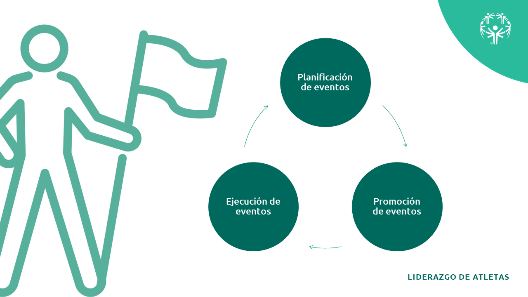 Planificación
de eventos
Ejecución de
eventos
Promoción
de eventos
LIDERAZGO DE ATLETAS